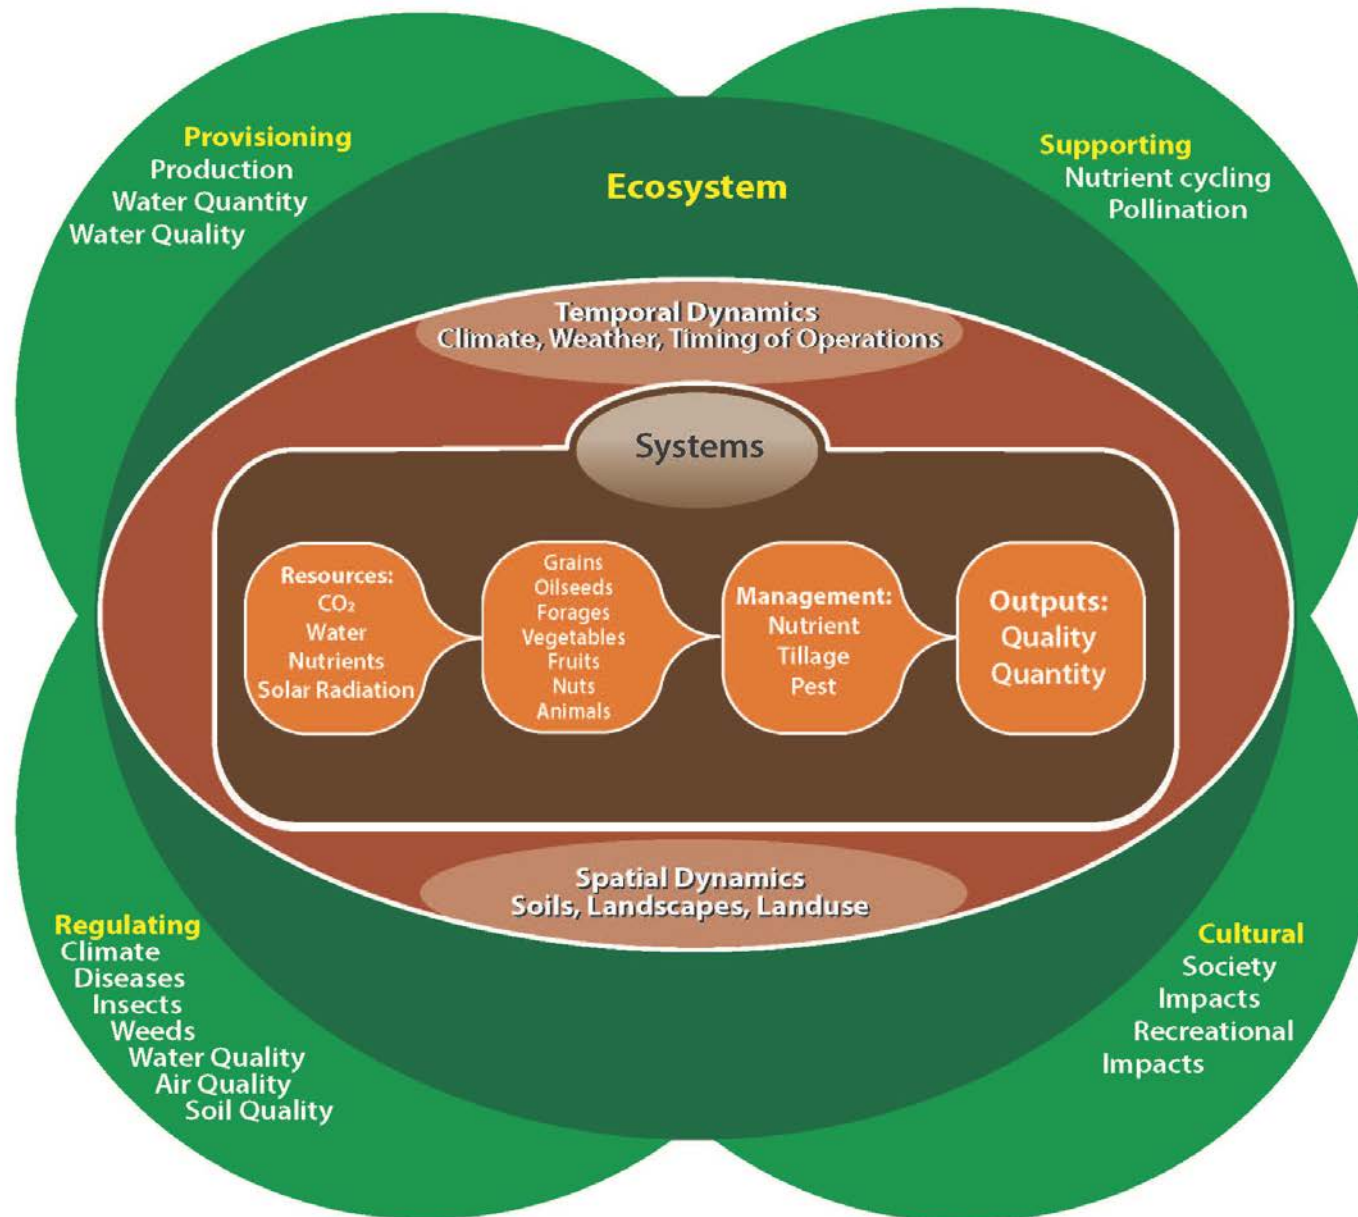 Provisioning
Production
Water Quantity
Water Quality
Supporting
Nutrient cycling
Pollination
Ecosystem
Temporal Dynamics
Climate, Weather, Timing of Operations
Systems
Resources:
CO₂
Water
Nutrients
Solar Radiation
Grains
Oilseeds
Forages
Vegetables
Fruits
Nuts
Animals
Management:
Nutrient
Tillage
Pest
Outputs:
Quality
Quantity
Spatial Dynamics
Soils, Landscapes, Landuse
Regulating
Climate
Diseases
Insects
Weeds
Water Quality
Air Quality
Soil Quality
Cultural
Society
Impacts
Recreational
Impacts